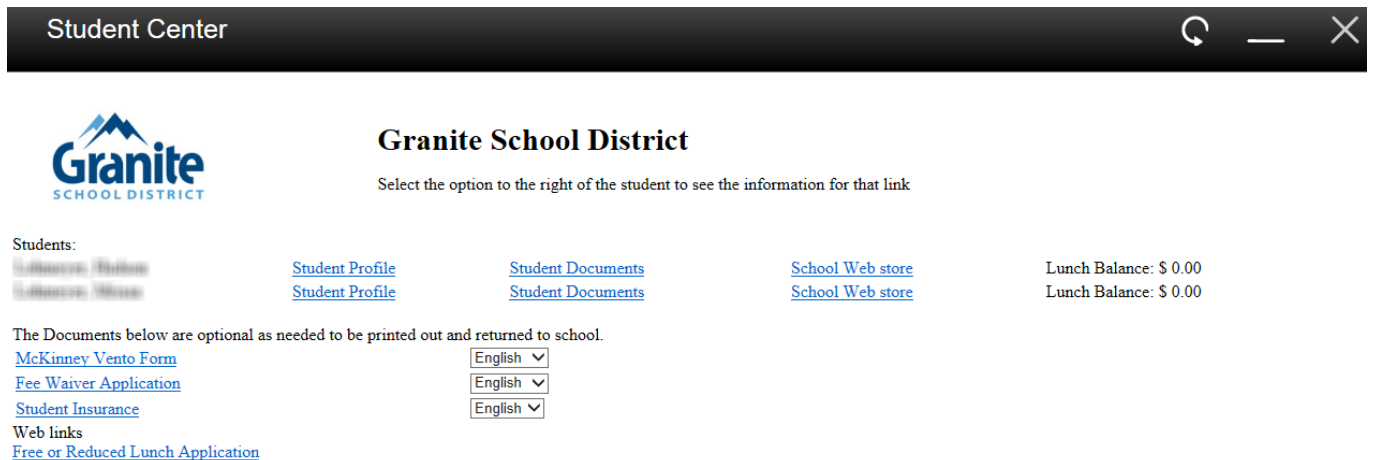 Student Center
Granite
SCHOOL DISTRICT
Granite School District
Select the option to the right of the student to see the information for that link
Students:
Student Profile Student Documents School Web store Lunch Balance: $ 0.00
Student Profile Student Documents School Web store Lunch Balance: $ 0.00
The Documents below are optional as needed to be printed out and returned to school.
McKinney Vento Form English
Fee Waiver Application English
Student Insurance English
Web links
Free or Reduced Lunch Application